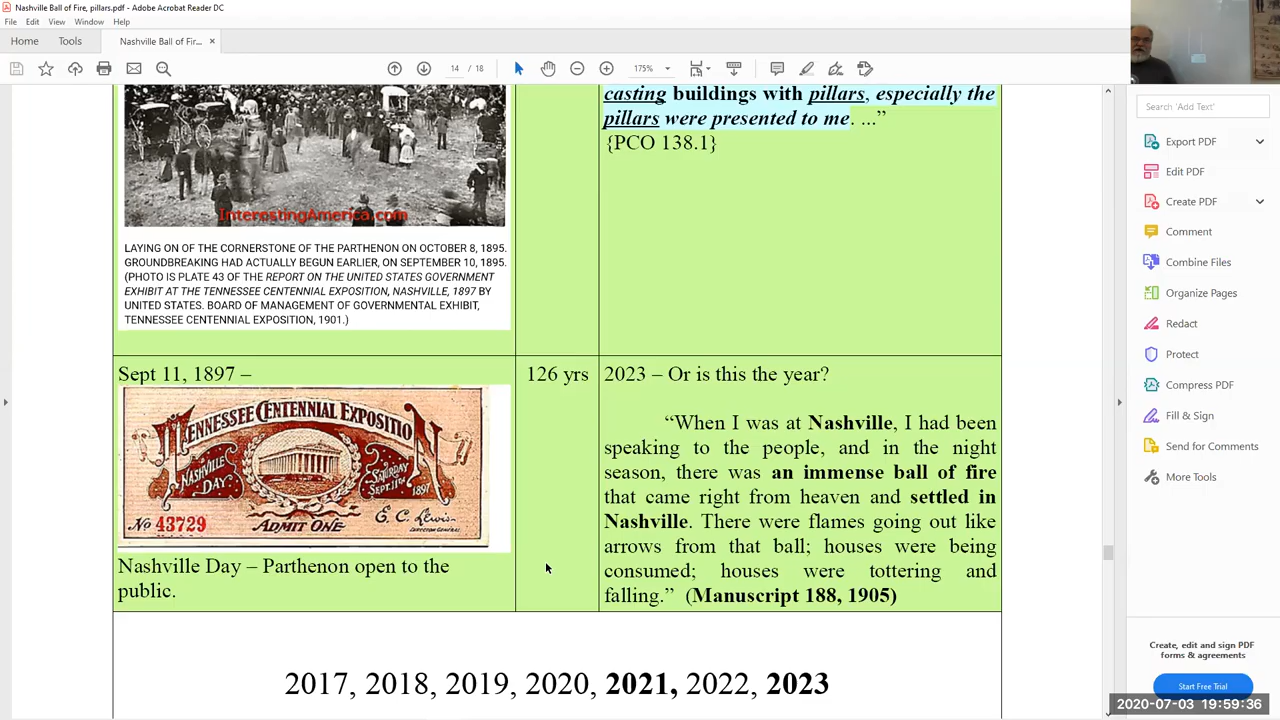 Nashville Ball of Fire, pillars.pdf - Adobe Acrobat Reader DC
File Edit View Window Help
Home Tools Nashville Ball of Fir... ×
14 / 18 175%
casting buildings with pillars, especially the
pillars were presented to me. ...”
{PCO 138.1}
InterestingAmerica.com
LAYING ON OF THE CORNERSTONE OF THE PARTHENON ON OCTOBER 8, 1895.
GROUNDBREAKING HAD ACTUALLY BEGUN EARLIER, ON SEPTEMBER 10, 1895.
(PHOTO IS PLATE 43 OF THE REPORT ON THE UNITED STATES GOVERNMENT
EXHIBIT AT THE TENNESSEE CENTENNIAL EXPOSITION, NASHVILLE, 1897 BY
UNITED STATES. BOARD OF MANAGEMENT OF GOVERNMENTAL EXHIBIT,
TENNESSEE CENTENNIAL EXPOSITION, 1901.)
Sept 11, 1897 –
TENNESSEE CENTENNIAL EXPOSITION
NASHVILLE
DAY
SATURDAY
SEPT. 11TH
1897
No 43729
ADMIT ONE
E. C. Lewis
DIRECTOR GENERAL
Nashville Day – Parthenon open to the
public.
126 yrs
2023 – Or is this the year?
“When I was at Nashville, I had been
speaking to the people, and in the night
season, there was an immense ball of fire
that came right from heaven and settled in
Nashville. There were flames going out like
arrows from that ball; houses were being
consumed; houses were tottering and
falling.” (Manuscript 188, 1905)
2017, 2018, 2019, 2020, 2021, 2022, 2023
Search 'Add Text'
Export PDF
Edit PDF
Create PDF
Comment
Combine Files
Organize Pages
Redact
Protect
Compress PDF
Fill & Sign
Send for Comments
More Tools
Create, edit and sign PDF
forms & agreements
Start Free Trial
2020-07-03 19:59:36